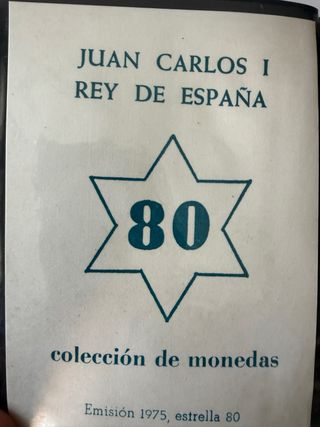 JUAN CARLOS I
REY DE ESPAÑA
80
colección de monedas
Emisión 1975, estrella 80